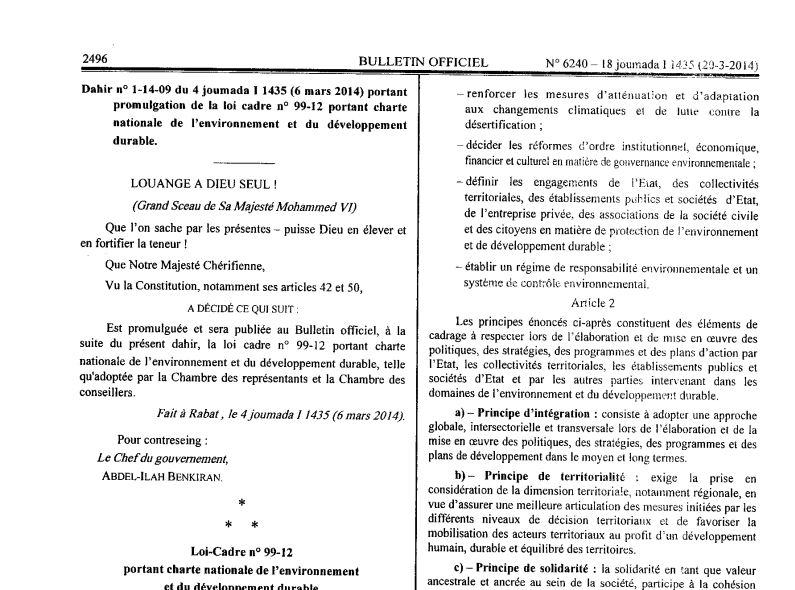 2496
BULLETIN OFFICIEL
N° 6240 – 18 joumada I 1435 (20-3-2014)
Dahir n° 1-14-09 du 4 joumada I 1435 (6 mars 2014) portant
promulgation de la loi cadre n° 99-12 portant charte
nationale de l'environnement et du développement
durable.
LOUANGE A DIEU SEUL !
(Grand Sceau de Sa Majesté Mohammed VI)
Que l'on sache par les présentes – puisse Dieu en élever et
en fortifier la teneur !
Que Notre Majesté Chérifienne,
Vu la Constitution, notamment ses articles 42 et 50,
A DÉCIDÉ CE QUI SUIT :
Est promulguée et sera publiée au Bulletin officiel, à la
suite du présent dahir, la loi cadre n° 99-12 portant charte
nationale de l'environnement et du développement durable, telle
qu'adoptée par la Chambre des représentants et la Chambre des
conseillers.
Fait à Rabat, le 4 joumada I 1435 (6 mars 2014).
Pour contreseing :
Le Chef du gouvernement,
ABDEL-ILAH BENKIRAN.
*
* *
Loi-Cadre n° 99-12
portant charte nationale de l'environnement
et du développement durable
– renforcer les mesures d'atténuation et d'adaptation
aux changements climatiques et de lutte contre la
désertification ;
– décider les réformes d'ordre institutionnel, économique,
financier et culturel en matière de gouvernance environnementale ;
– définir les engagements de l'Etat, des collectivités
territoriales, des établissements publics et sociétés d'Etat,
de l'entreprise privée, des associations de la société civile
et des citoyens en matière de protection de l'environnement
et de développement durable ;
– établir un régime de responsabilité environnementale et un
système de contrôle environnemental.
Article 2
Les principes énoncés ci-après constituent des éléments de
cadrage à respecter lors de l'élaboration et de mise en œuvre des
politiques, des stratégies, des programmes et des plans d'action par
l'Etat, les collectivités territoriales, les établissements publics et
sociétés d'Etat et par les autres parties intervenant dans les
domaines de l'environnement et du développement durable.
a) – Principe d'intégration : consiste à adopter une approche
globale, intersectorielle et transversale lors de l'élaboration et de la
mise en œuvre des politiques, des stratégies, des programmes et des
plans de développement dans le moyen et long termes.
b) – Principe de territorialité : exige la prise en
considération de la dimension territoriale, notamment régionale, en
vue d'assurer une meilleure articulation des mesures initiées par les
différents niveaux de décision territoriaux et de favoriser la
mobilisation des acteurs territoriaux au profit d'un développement
humain, durable et équilibré des territoires.
c) – Principe de solidarité : la solidarité en tant que valeur
ancestrale et ancrée au sein de la société, participe à la cohésion